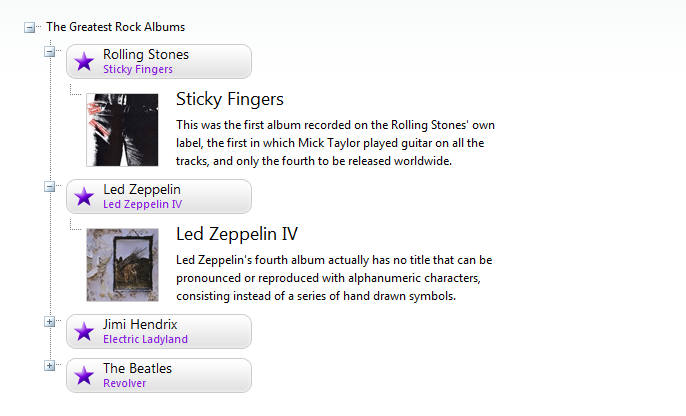 The Greatest Rock Albums
Rolling Stones
Sticky Fingers
Sticky Fingers
This was the first album recorded on the Rolling Stones' own
label, the first in which Mick Taylor played guitar on all the
tracks, and only the fourth to be released worldwide.
Led Zeppelin
Led Zeppelin IV
Led Zeppelin IV
Led Zeppelin's fourth album actually has no title that can be
pronounced or reproduced with alphanumeric characters,
consisting instead of a series of hand drawn symbols.
Jimi Hendrix
Electric Ladyland
The Beatles
Revolver